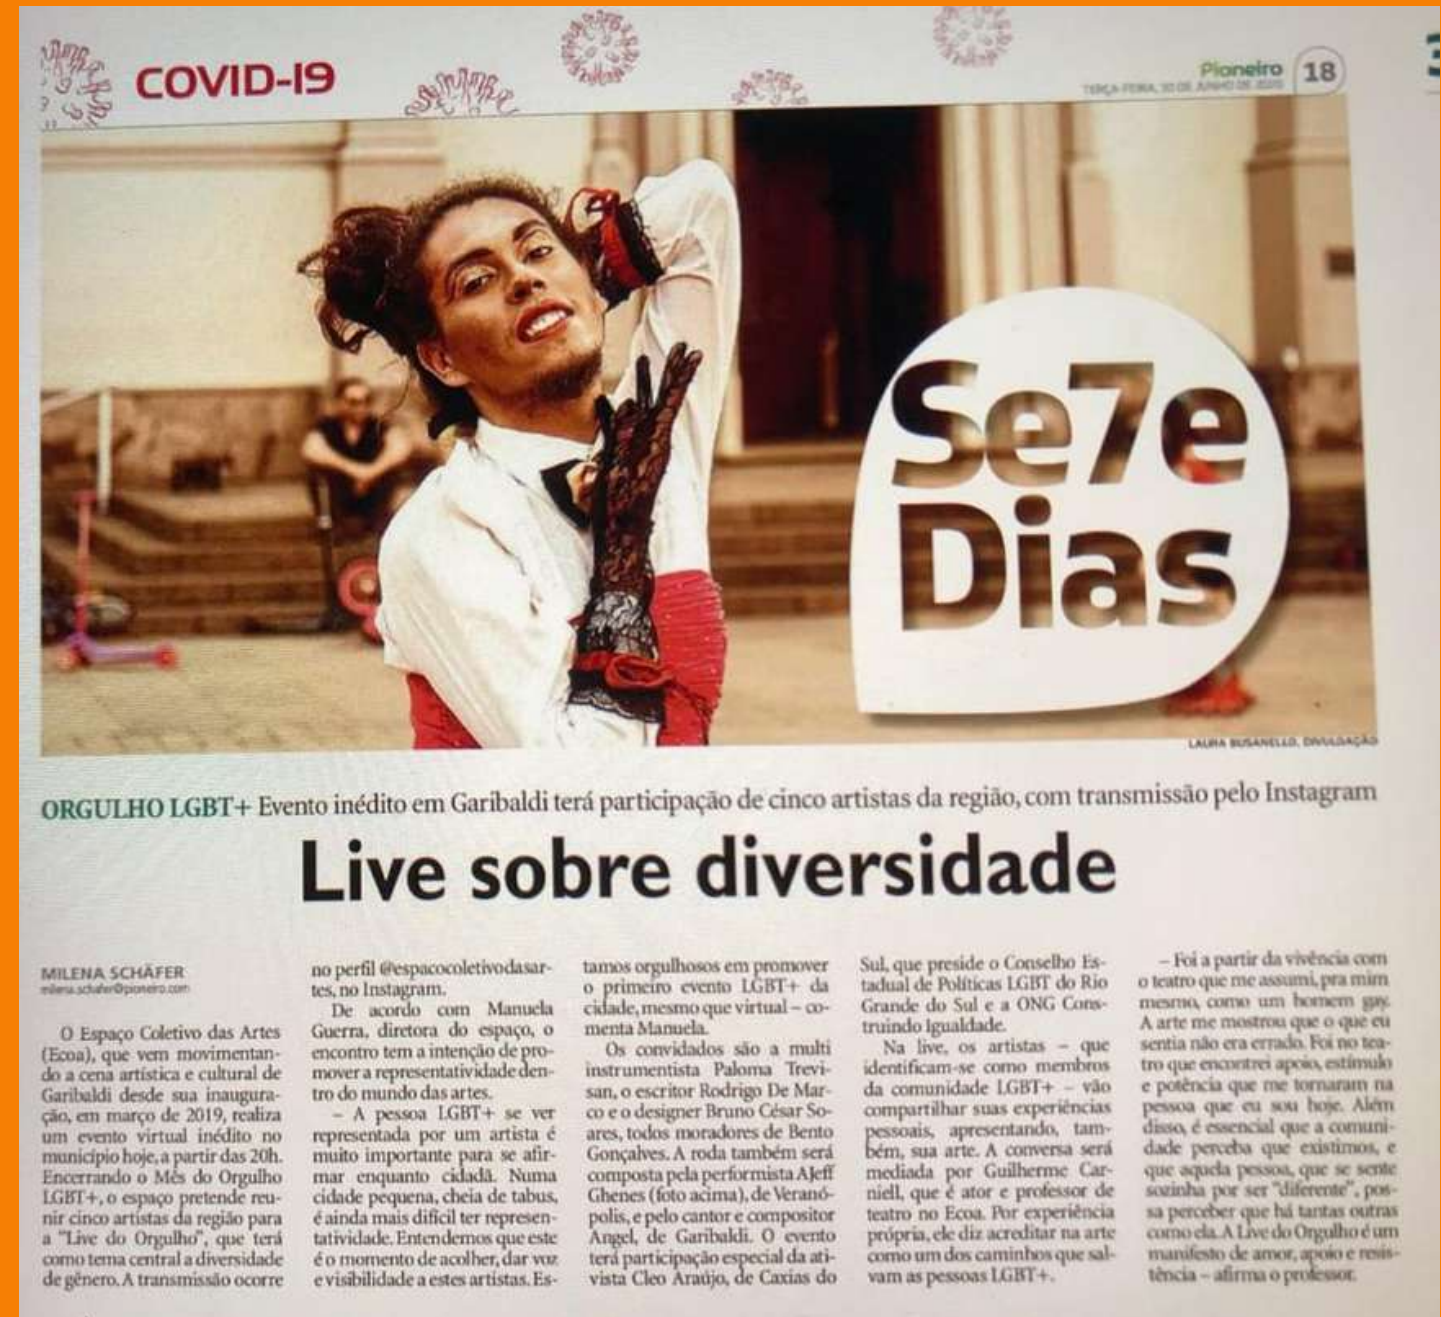 COVID-19
Pioneiro
18
TERÇA-FEIRA, 30 DE JUNHO DE 2020
Se7e
Dias
LAURA BUSANELLO, DIVULGAÇÃO
ORGULHO LGBT+ Evento inédito em Garibaldi terá participação de cinco artistas da região, com transmissão pelo Instagram
Live sobre diversidade
MILENA SCHÄFER
milena.schafer@pioneiro.com
O Espaço Coletivo das Artes
(Ecoa), que vem movimentan-
do a cena artística e cultural de
Garibaldi desde sua inaugura-
ção, em março de 2019, realiza
um evento virtual inédito no
município hoje, a partir das 20h.
Encerrando o Mês do Orgulho
LGBT+, o espaço pretende reu-
nir cinco artistas da região para
a "Live do Orgulho", que terá
como tema central a diversidade
de gênero. A transmissão ocorre
no perfil @espacocoletivodasar-
tes, no Instagram.
De acordo com Manuela
Guerra, diretora do espaço, o
encontro tem a intenção de pro-
mover a representatividade den-
tro do mundo das artes.
– A pessoa LGBT+ se ver
representada por um artista é
muito importante para se afir-
mar enquanto cidadã. Numa
cidade pequena, cheia de tabus,
é ainda mais difícil ter represen-
tatividade. Entendemos que este
é o momento de acolher, dar voz
e visibilidade a estes artistas. Es-
tamos orgulhosos em promover
o primeiro evento LGBT+ da
cidade, mesmo que virtual – co-
menta Manuela.
Os convidados são a multi
instrumentista Paloma Trevi-
san, o escritor Rodrigo De Mar-
co e o designer Bruno César So-
ares, todos moradores de Bento
Gonçalves. A roda também será
composta pela performista Ajeff
Ghenes (foto acima), de Veranó-
polis, e pelo cantor e compositor
Angel, de Garibaldi. O evento
terá participação especial da ati-
vista Cleo Araújo, de Caxias do
Sul, que preside o Conselho Es-
tadual de Políticas LGBT do Rio
Grande do Sul e a ONG Cons-
truindo Igualdade.
Na live, os artistas – que
identificam-se como membros
da comunidade LGBT+ – vão
compartilhar suas experiências
pessoais, apresentando, tam-
bém, sua arte. A conversa será
mediada por Guilherme Car-
niell, que é ator e professor de
teatro no Ecoa. Por experiência
própria, ele diz acreditar na arte
como um dos caminhos que sal-
vam as pessoas LGBT+.
– Foi a partir da vivência com
o teatro que me assumi, pra mim
mesmo, como um homem gay.
A arte me mostrou que o que eu
sentia não era errado. Foi no tea-
tro que encontrei apoio, estímulo
e potência que me tornaram na
pessoa que eu sou hoje. Além
disso, é essencial que a comuni-
dade perceba que existimos, e
que aquela pessoa, que se sente
sozinha por ser "diferente", pos-
sa perceber que há tantas outras
como ela. A Live do Orgulho é um
manifesto de amor, apoio e resis-
tência – afirma o professor.